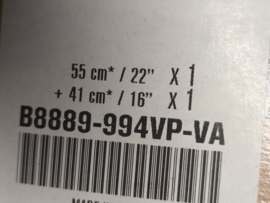 55 cm* / 22" X 1
+ 41 cm* / 16" X 1
B8889-994VP-VA